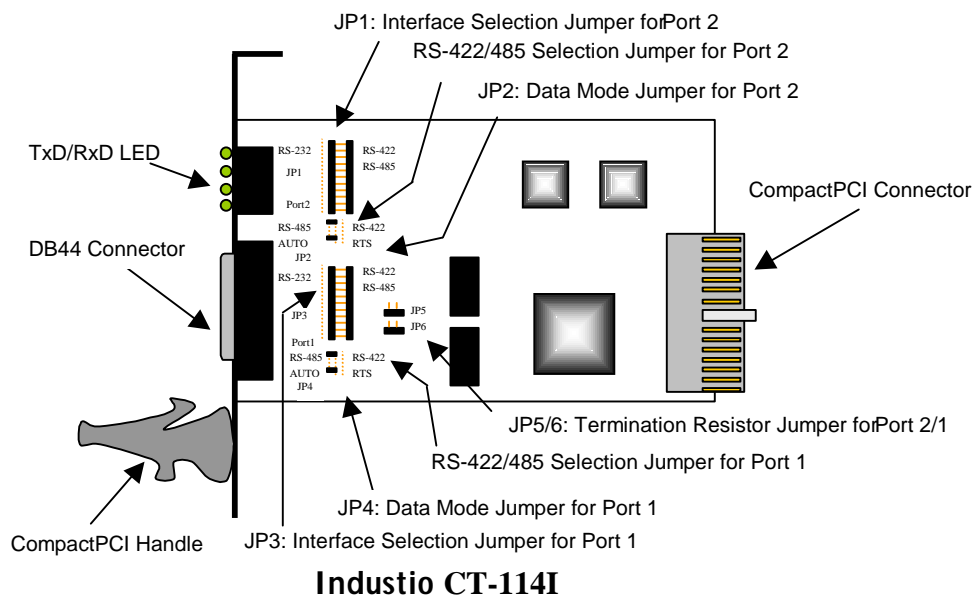 JP1: Interface Selection Jumper forPort 2
RS-422/485 Selection Jumper for Port 2
JP2: Data Mode Jumper for Port 2
TxD/RxD LED
RS-232
RS-422
JP1
RS-485
CompactPCI Connector
Port2
RS-485
RS-422
AUTO
RTS
DB44 Connector
JP2
RS-232
RS-422
RS-485
JP3
JP5
JP6
Port1
RS-485
RS-422
AUTO
RTS
JP4
JP5/6: Termination Resistor Jumper forPort 2/1
RS-422/485 Selection Jumper for Port 1
JP4: Data Mode Jumper for Port 1
CompactPCI Handle
JP3: Interface Selection Jumper for Port 1
Industio CT-114I